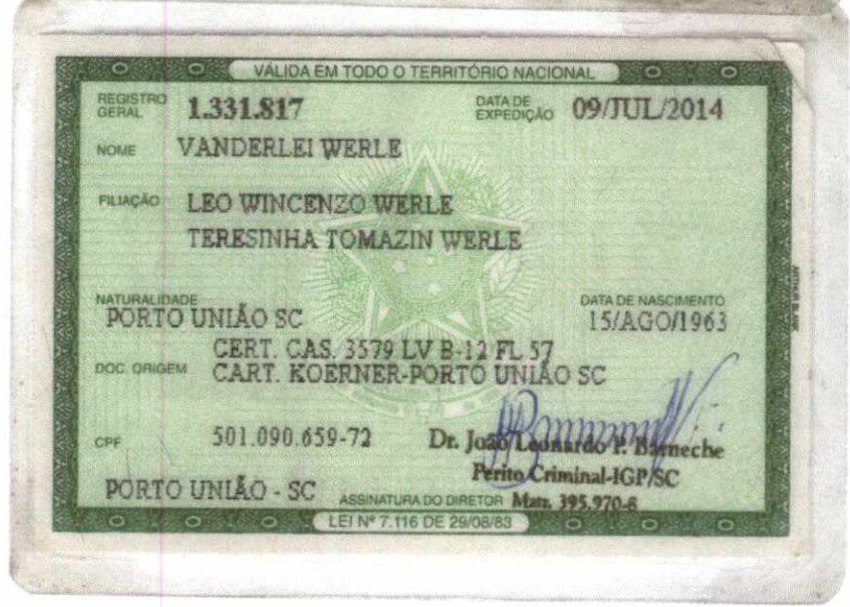 VÁLIDA EM TODO O TERRITÓRIO NACIONAL
REGISTRO GERAL 1.331.817 DATA DE EXPEDIÇÃO 09/JUL/2014
NOME VANDERLEI WERLE
FILIAÇÃO LEO WINCENZO WERLE
TERESINHA TOMAZIN WERLE
NATURALIDADE DATA DE NASCIMENTO
PORTO UNIÃO SC 15/AGO/1963
CERT. CAS. 3579 LV B-12 FL 57
DOC. ORIGEM CART. KOERNER-PORTO UNIÃO SC
CPF 501.090.659-72 Dr. João Leonardo P. Barneche
Perito Criminal-IGP/SC
PORTO UNIÃO - SC ASSINATURA DO DIRETOR Matr. 395.970-6
LEI Nº 7.116 DE 29/08/83